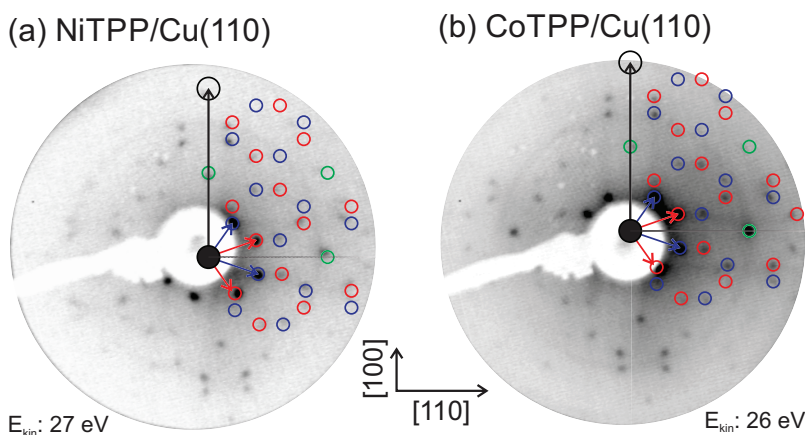 (a) NiTPP/Cu(110)
(b) CoTPP/Cu(110)
[100]
[110]
E_kin: 27 eV
E_kin: 26 eV